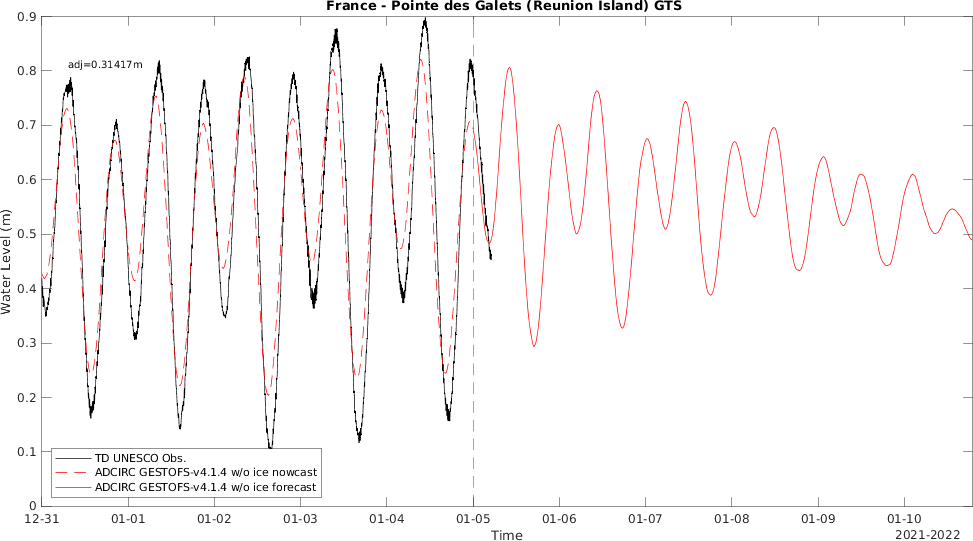 France - Pointe des Galets (Reunion Island) GTS
0.9
0.8
0.7
0.6
0.5
0.4
0.3
0.2
0.1
0
Water Level (m)
adj=0.31417m
TD UNESCO Obs.
ADCIRC GESTOFS-v4.1.4 w/o ice nowcast
ADCIRC GESTOFS-v4.1.4 w/o ice forecast
12-31 01-01 01-02 01-03 01-04 01-05 01-06 01-07 01-08 01-09 01-10
Time
2021-2022